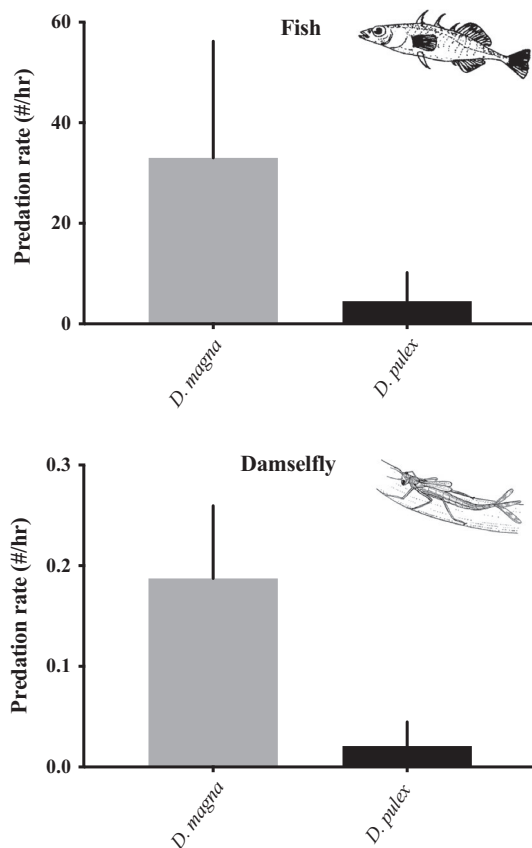 Fish
Predation rate (#/hr)
60
40
20
0
D. magna
D. pulex
Damselfly
Predation rate (#/hr)
0.3
0.2
0.1
0.0
D. magna
D. pulex